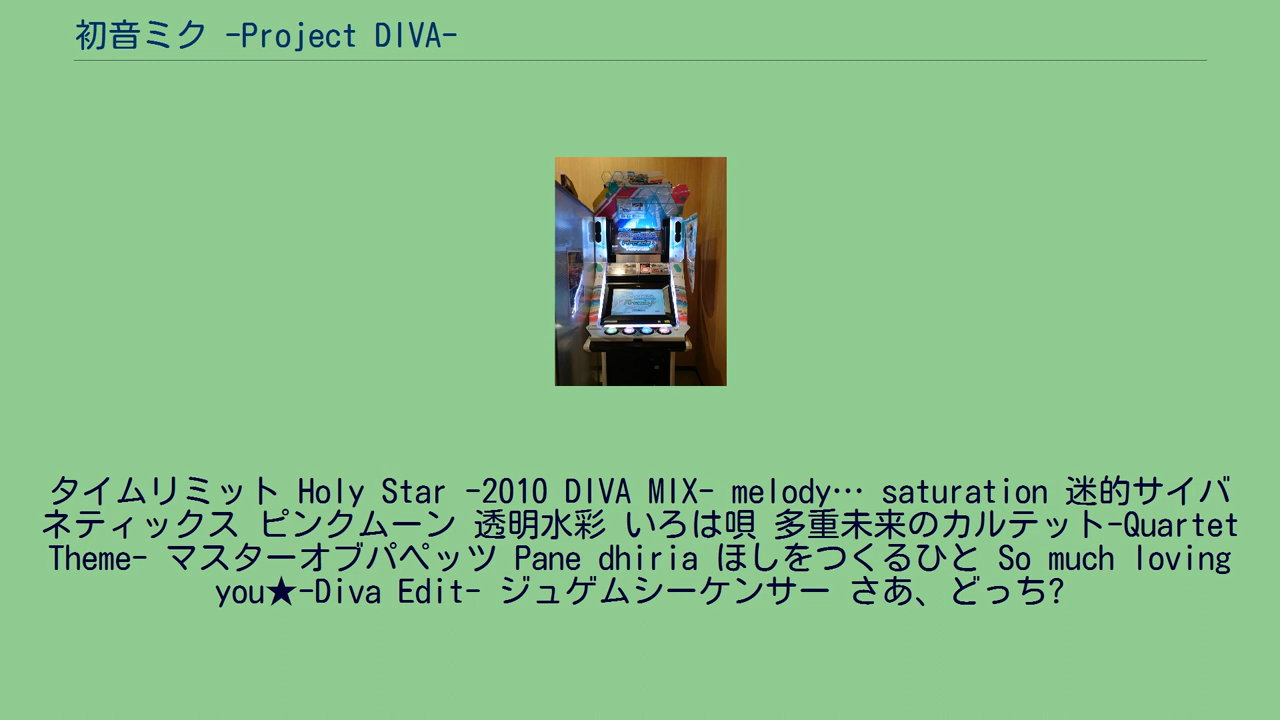 初音ミク -Project DIVA-
タイムリミット Holy Star -2010 DIVA MIX- melody… saturation 迷的サイバ
ネティックス ピンクムーン 透明水彩 いろは唄 多重未来のカルテット-Quartet
Theme- マスターオブパペッツ Pane dhiria ほしをつくるひと So much loving
you★-Diva Edit- ジュゲムシーケンサー さあ、どっち?